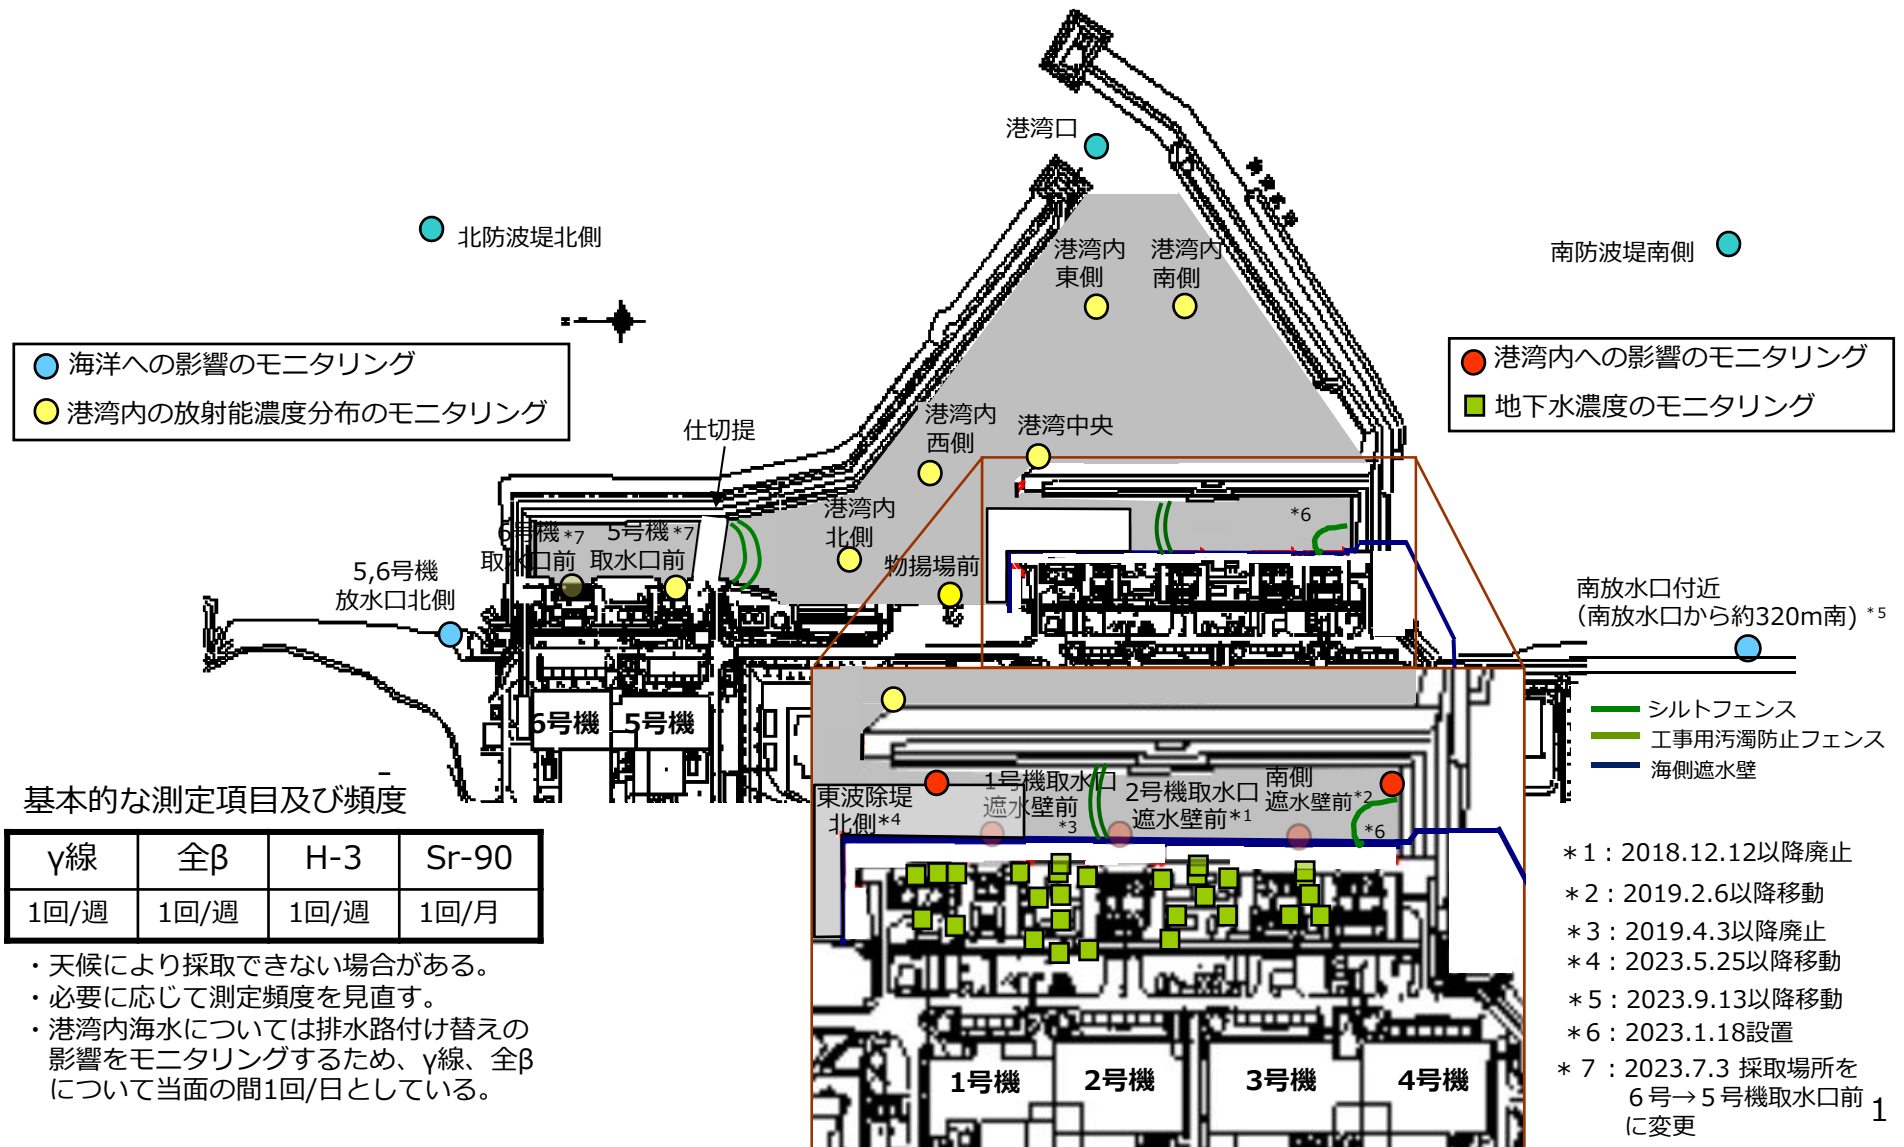 港湾口
北防波堤北側
南防波堤南側
港湾内
東側
港湾内
南側
海洋への影響のモニタリング
港湾内の放射能濃度分布のモニタリング
港湾内への影響のモニタリング
地下水濃度のモニタリング
仕切提
港湾内
西側
港湾中央
港湾内
北側
物揚場前
6号機*7
取水口前
5号機*7
取水口前
*6
5,6号機
放水口北側
南放水口付近
(南放水口から約320m南) *5
6号機
5号機
シルトフェンス
工事用汚濁防止フェンス
海側遮水壁
東波除堤
北側*4
1号機取水口
遮水壁前
*3
2号機取水口
遮水壁前*1
南側
遮水壁前*2
*6
1号機
2号機
3号機
4号機
基本的な測定項目及び頻度
γ線 全β H-3 Sr-90
1回/週 1回/週 1回/週 1回/月
・天候により採取できない場合がある。
・必要に応じて測定頻度を見直す。
・港湾内海水については排水路付け替えの
影響をモニタリングするため、γ線、全β
について当面の間1回/日としている。
＊1：2018.12.12以降廃止
＊2：2019.2.6以降移動
＊3：2019.4.3以降廃止
＊4：2023.5.25以降移動
＊5：2023.9.13以降移動
＊6：2023.1.18設置
＊7：2023.7.3 採取場所を
6号→5号機取水口前
に変更
1